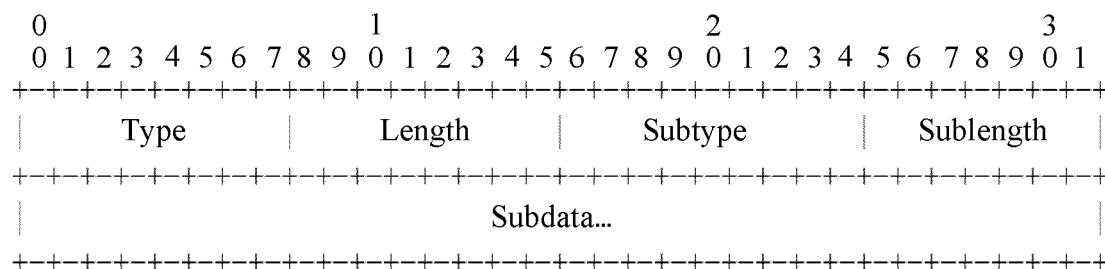 0 1 2 3
0 1 2 3 4 5 6 7 8 9 0 1 2 3 4 5 6 7 8 9 0 1 2 3 4 5 6 7 8 9 0 1
+-+-+-+-+-+-+-+-+-+-+-+-+-+-+-+-+-+-+-+-+-+-+-+-+-+-+-+-+-+-+-+-+
| Type | Length | Subtype | Sublength |
+-+-+-+-+-+-+-+-+-+-+-+-+-+-+-+-+-+-+-+-+-+-+-+-+-+-+-+-+-+-+-+-+
| Subdata... |
+-+-+-+-+-+-+-+-+-+-+-+-+-+-+-+-+-+-+-+-+-+-+-+-+-+-+-+-+-+-+-+-+